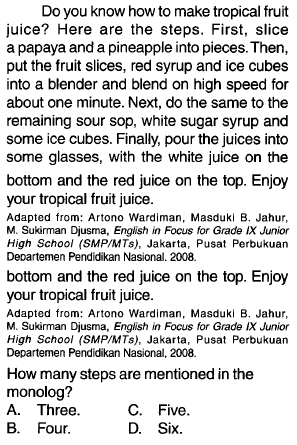 Do you know how to make tropical fruit
juice? Here are the steps. First, slice
a papaya and a pineapple into pieces. Then,
put the fruit slices, red syrup and ice cubes
into a blender and blend on high speed for
about one minute. Next, do the same to the
remaining sour sop, white sugar syrup and
some ice cubes. Finally, pour the juices into
some glasses, with the white juice on the
bottom and the red juice on the top. Enjoy
your tropical fruit juice.
Adapted from: Artono Wardiman, Masduki B. Jahur,
M. Sukirman Djusma, English in Focus for Grade IX Junior
High School (SMP/MTs), Jakarta, Pusat Perbukuan
Departemen Pendidikan Nasional. 2008.
bottom and the red juice on the top. Enjoy
your tropical fruit juice.
Adapted from: Artono Wardiman, Masduki B. Jahur,
M. Sukirman Djusma, English in Focus for Grade IX Junior
High School (SMP/MTs), Jakarta, Pusat Perbukuan
Departemen Pendidikan Nasional, 2008.
How many steps are mentioned in the
monolog?
A. Three. C. Five.
B. Four. D. Six.